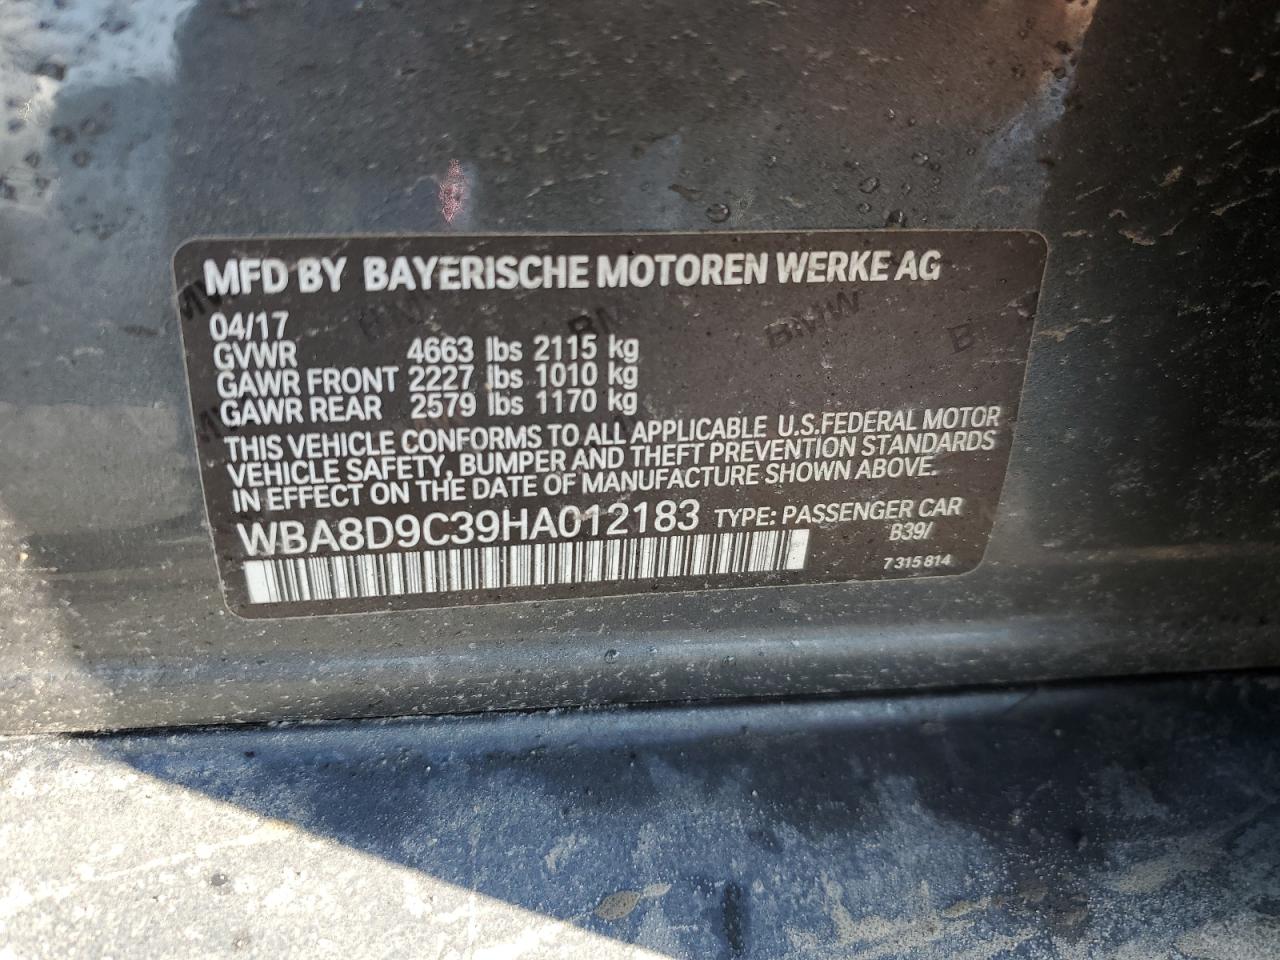 MFD BY BAYERISCHE MOTOREN WERKE AG
04/17
GVWR 4663 lbs 2115 kg
GAWR FRONT 2227 lbs 1010 kg
GAWR REAR 2579 lbs 1170 kg
THIS VEHICLE CONFORMS TO ALL APPLICABLE U.S.FEDERAL MOTOR
VEHICLE SAFETY, BUMPER AND THEFT PREVENTION STANDARDS
IN EFFECT ON THE DATE OF MANUFACTURE SHOWN ABOVE.
WBA8D9C39HA012183 TYPE: PASSENGER CAR
B39/
7 315 814
BMW